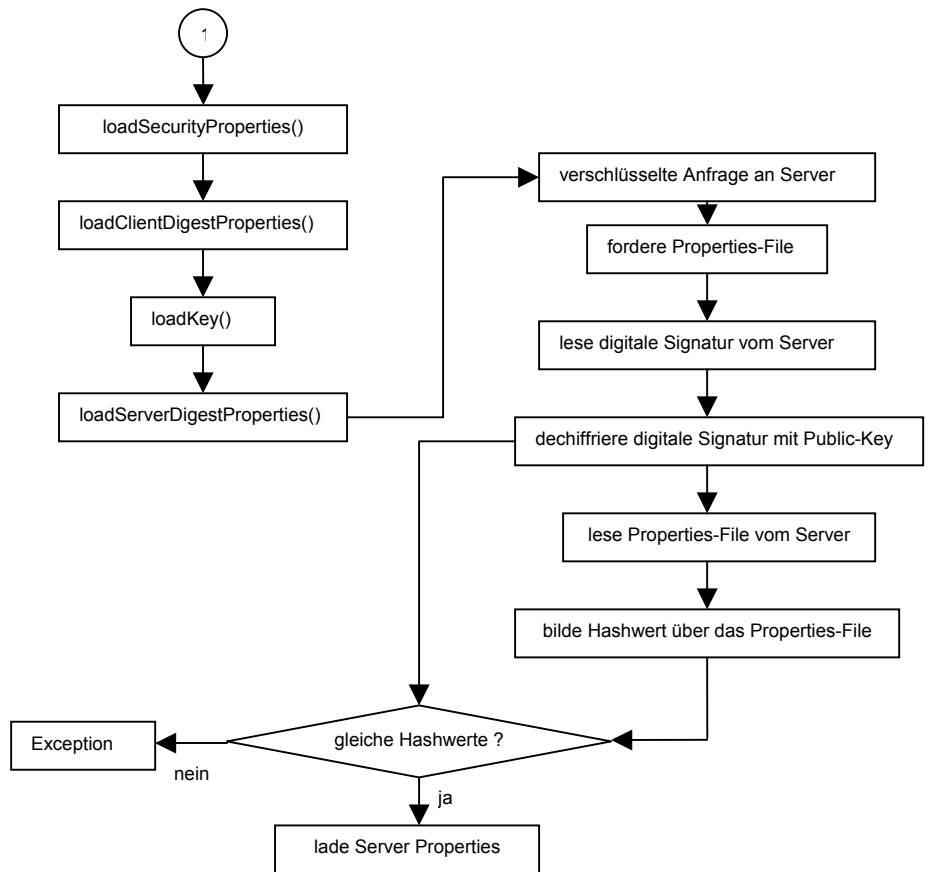 1
loadSecurityProperties()
loadClientDigestProperties()
loadKey()
loadServerDigestProperties()
verschlüsselte Anfrage an Server
fordere Properties-File
lese digitale Signatur vom Server
dechiffriere digitale Signatur mit Public-Key
lese Properties-File vom Server
bilde Hashwert über das Properties-File
gleiche Hashwerte ?
Exception
nein
ja
lade Server Properties